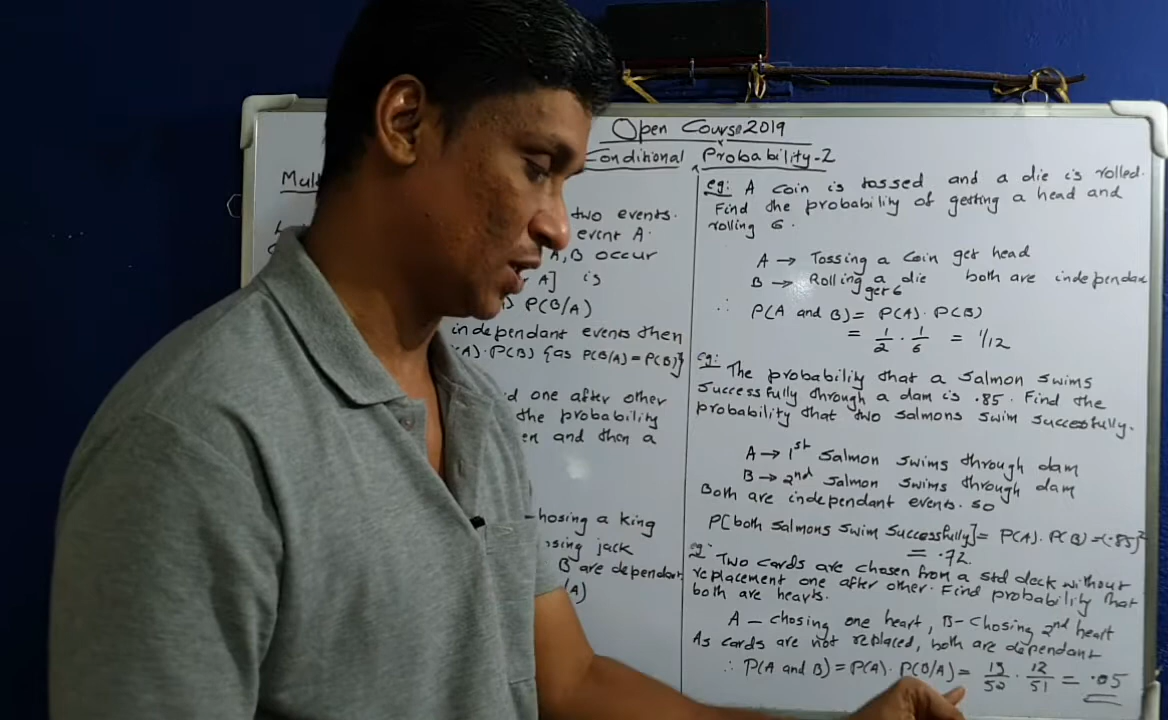 Open Course 2019
Conditional Probability-2
Mul
two events.
event A.
A, B occur
A] is
P(B/A)
independant events then
(A). P(B) {as P(B/A) = P(B)}
d one after other
the probability
en and then a
hosing a king
sing jack
B are dependant
(A)
eg: A coin is tossed and a die is rolled.
Find the probability of getting a head and
rolling 6.
A → Tossing a coin get head
B → Rolling a die get 6 both are independan
∴ P(A and B) = P(A). P(B)
= 1/2 . 1/6 = 1/12
eg: The probability that a salmon swims
successfully through a dam is .85. Find the
probability that two salmons swim successfully.
A → 1st salmon swims through dam
B → 2nd salmon swims through dam
Both are independant events. so
P[both salmons swim successfully] = P(A). P(B) = (.85)²
= .72
eg: Two cards are chosen from a std deck without
replacement one after other. Find probability that
both are hearts.
A - chosing one heart, B - chosing 2nd heart
As cards are not replaced, both are dependant
∴ P(A and B) = P(A). P(B/A) = 13/52 . 12/51 = .05